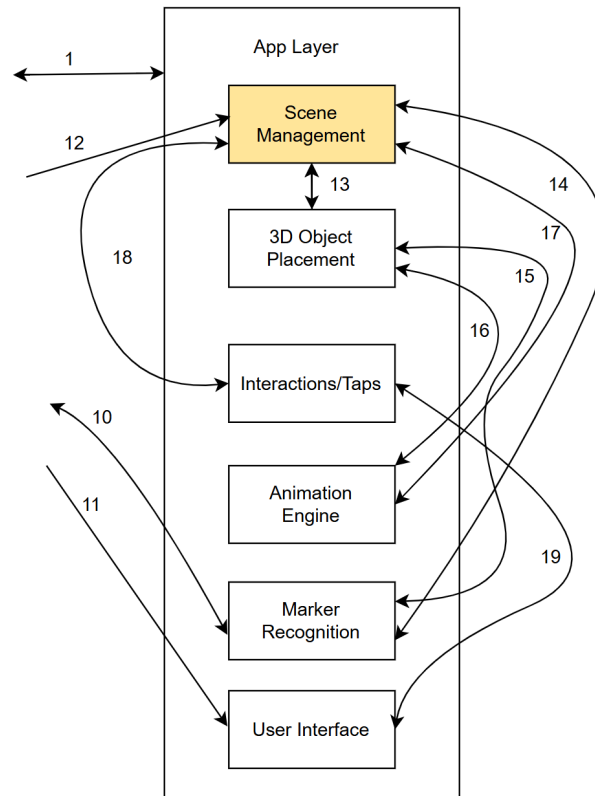 App Layer
1
Scene
Management
12
13
14
3D Object
Placement
17
18
15
16
Interactions/Taps
10
11
Animation
Engine
19
Marker
Recognition
User Interface